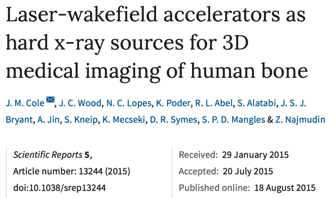 Laser-wakefield accelerators as
hard x-ray sources for 3D
medical imaging of human bone
J. M. Cole, J. C. Wood, N. C. Lopes, K. Poder, R. L. Abel, S. Alatabi, J. S. J.
Bryant, A. Jin, S. Kneip, K. Mecseki, D. R. Symes, S. P. D. Mangles & Z. Najmudin
Scientific Reports 5,
Article number: 13244 (2015)
doi:10.1038/srep13244
Received: 29 January 2015
Accepted: 20 July 2015
Published online: 18 August 2015